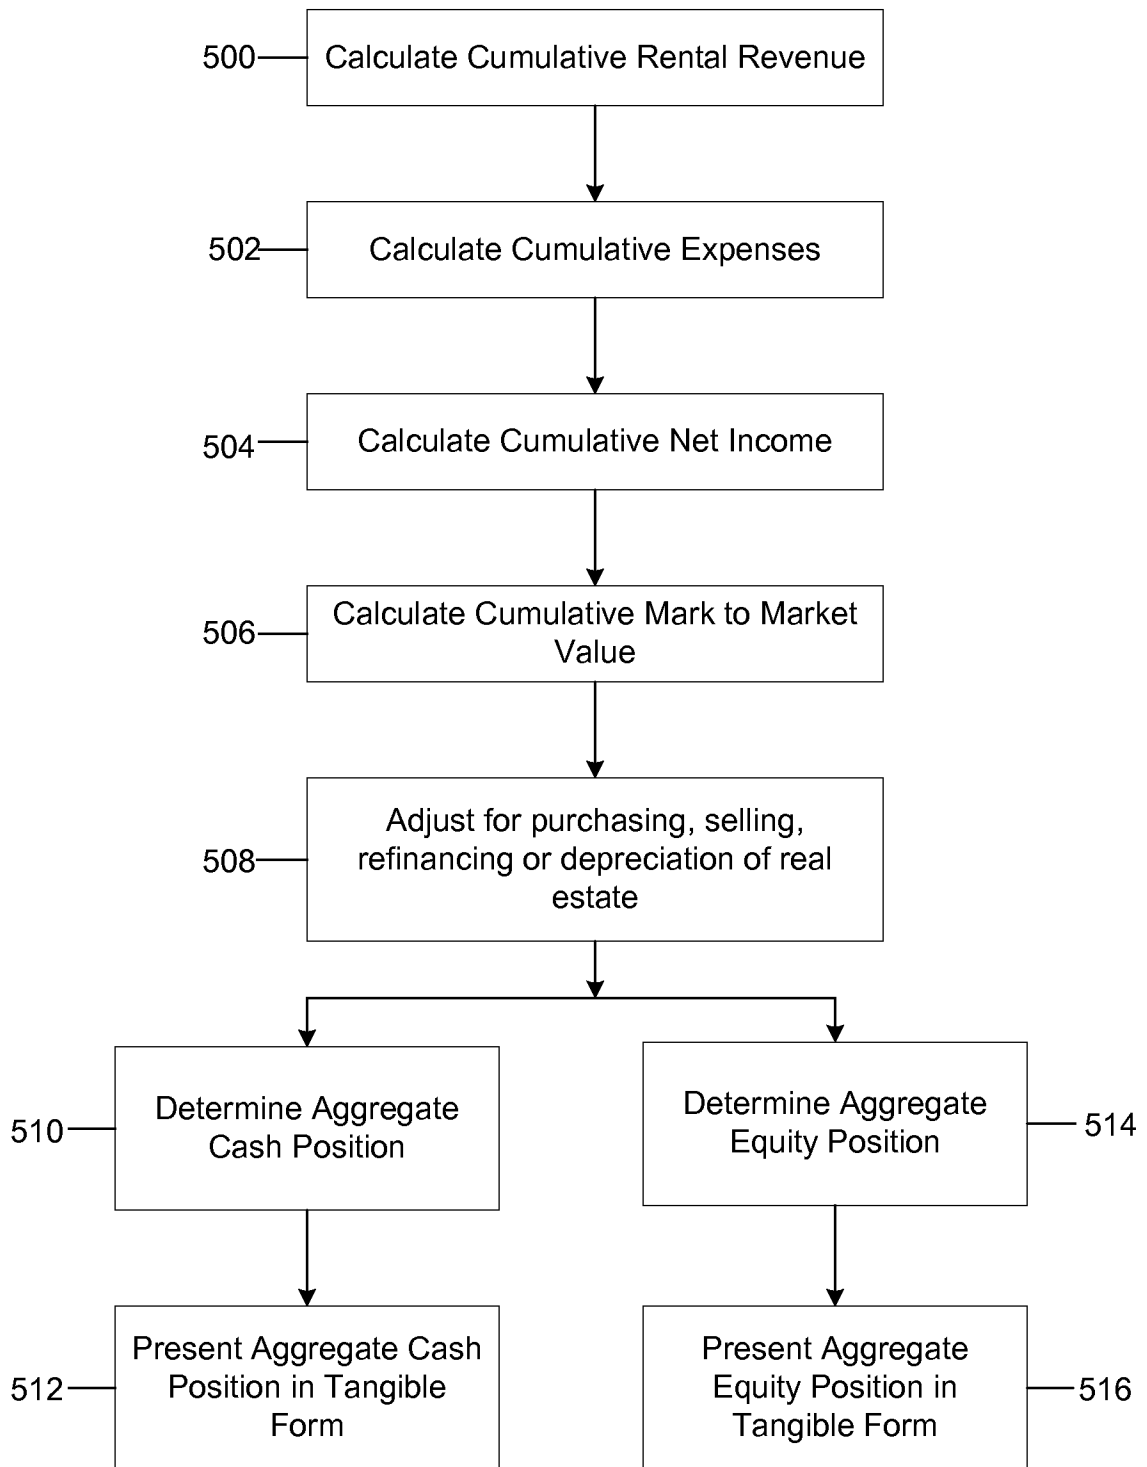 500
Calculate Cumulative Rental Revenue
502
Calculate Cumulative Expenses
504
Calculate Cumulative Net Income
506
Calculate Cumulative Mark to Market
Value
508
Adjust for purchasing, selling,
refinancing or depreciation of real
estate
510
Determine Aggregate
Cash Position
Determine Aggregate
Equity Position
514
512
Present Aggregate Cash
Position in Tangible
Form
Present Aggregate
Equity Position in
Tangible Form
516